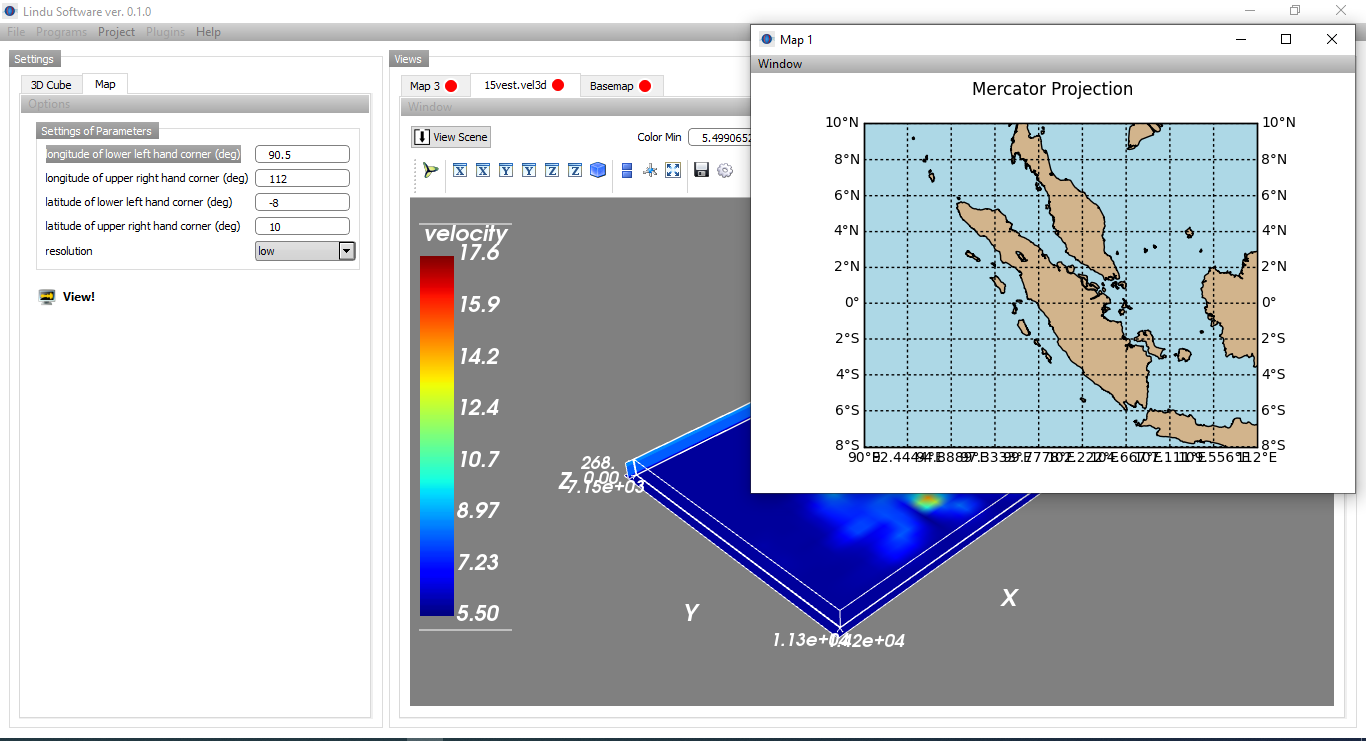 Lindu Software ver. 0.1.0
File Programs Project Plugins Help
Settings
3D Cube Map
Options
Settings of Parameters
longitude of lower left hand corner (deg) 90.5
longitude of upper right hand corner (deg) 112
latitude of lower left hand corner (deg) -8
latitude of upper right hand corner (deg) 10
resolution low
View!
Views
Map 3 15vest.vel3d Basemap
Window
View Scene Color Min 5.4990652
X X Y Y Z Z
velocity
17.6
15.9
14.2
12.4
10.7
8.97
7.23
5.50
268.
Z 0.00
7.15e+03
Y
X
1.42e+04
Map 1
Window
Mercator Projection
10°N 10°N
8°N 8°N
6°N 6°N
4°N 4°N
2°N 2°N
0° 0°
2°S 2°S
4°S 4°S
6°S 6°S
8°S 8°S